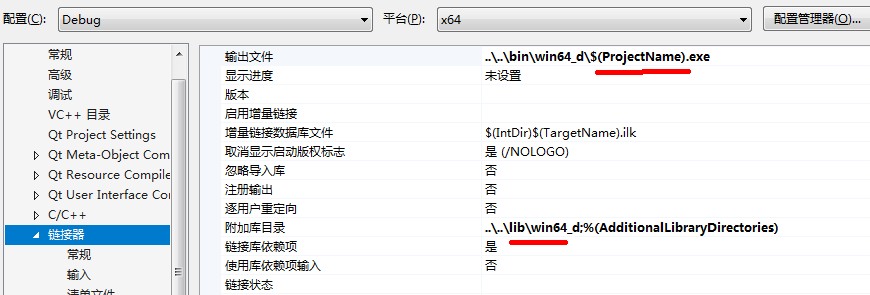 配置(C): Debug 平台(P): x64 配置管理器(O)...
常规
高级
调试
VC++ 目录
Qt Project Settings
Qt Meta-Object Com
Qt Resource Compile
Qt User Interface Co
C/C++
链接器
常规
输入
清单文件
输出文件 ..\..\bin\win64_d\$(ProjectName).exe
显示进度 未设置
版本
启用增量链接
增量链接数据库文件 $(IntDir)$(TargetName).ilk
取消显示启动版权标志 是 (/NOLOGO)
忽略导入库 否
注册输出 否
逐用户重定向 否
附加库目录 ..\..\lib\win64_d;%(AdditionalLibraryDirectories)
链接库依赖项 是
使用库依赖项输入 否
链接状态